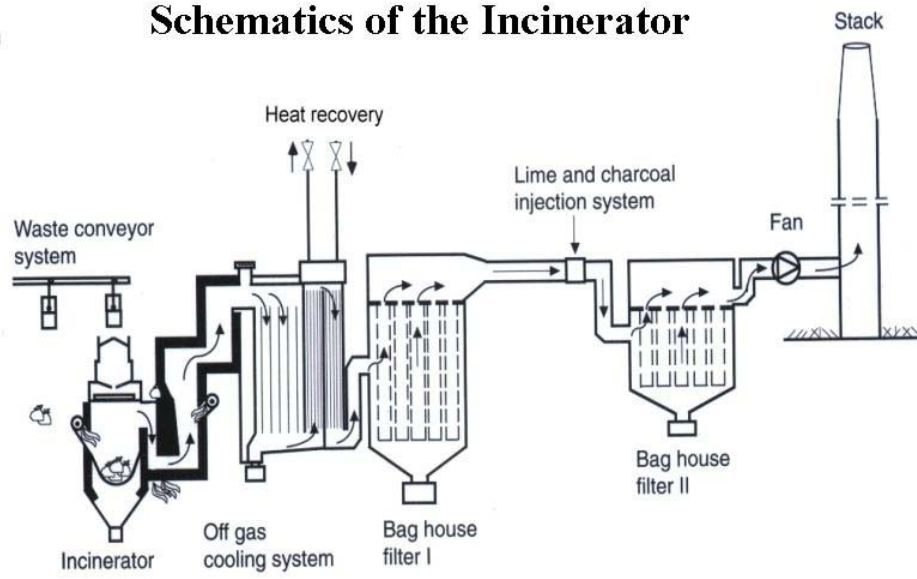 Schematics of the Incinerator
Stack
Heat recovery
Lime and charcoal
injection system
Waste conveyor
system
Fan
Bag house
filter II
Off gas
cooling system
Bag house
filter I
Incinerator